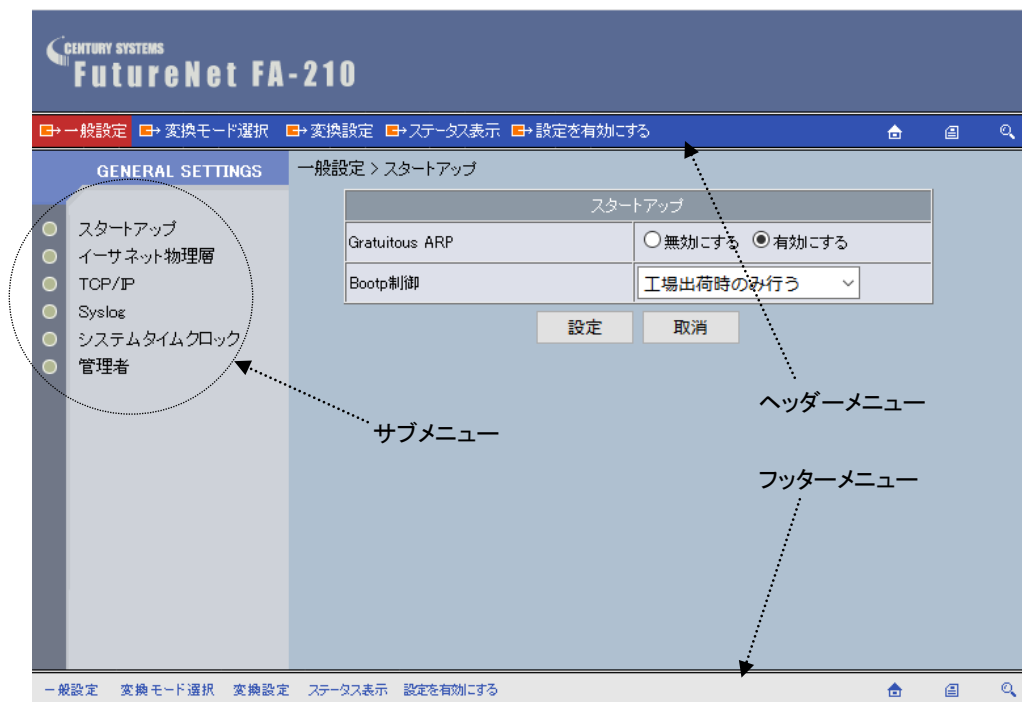 CENTURY SYSTEMS
FutureNet FA-210
一般設定 変換モード選択 変換設定 ステータス表示 設定を有効にする
GENERAL SETTINGS
一般設定 > スタートアップ
スタートアップ
Gratuitous ARP 無効にする 有効にする
Bootp制御 工場出荷時のみ行う
設定 取消
スタートアップ
イーサネット物理層
TCP/IP
Syslog
システムタイムクロック
管理者
ヘッダーメニュー
サブメニュー
フッターメニュー
一般設定 変換モード選択 変換設定 ステータス表示 設定を有効にする